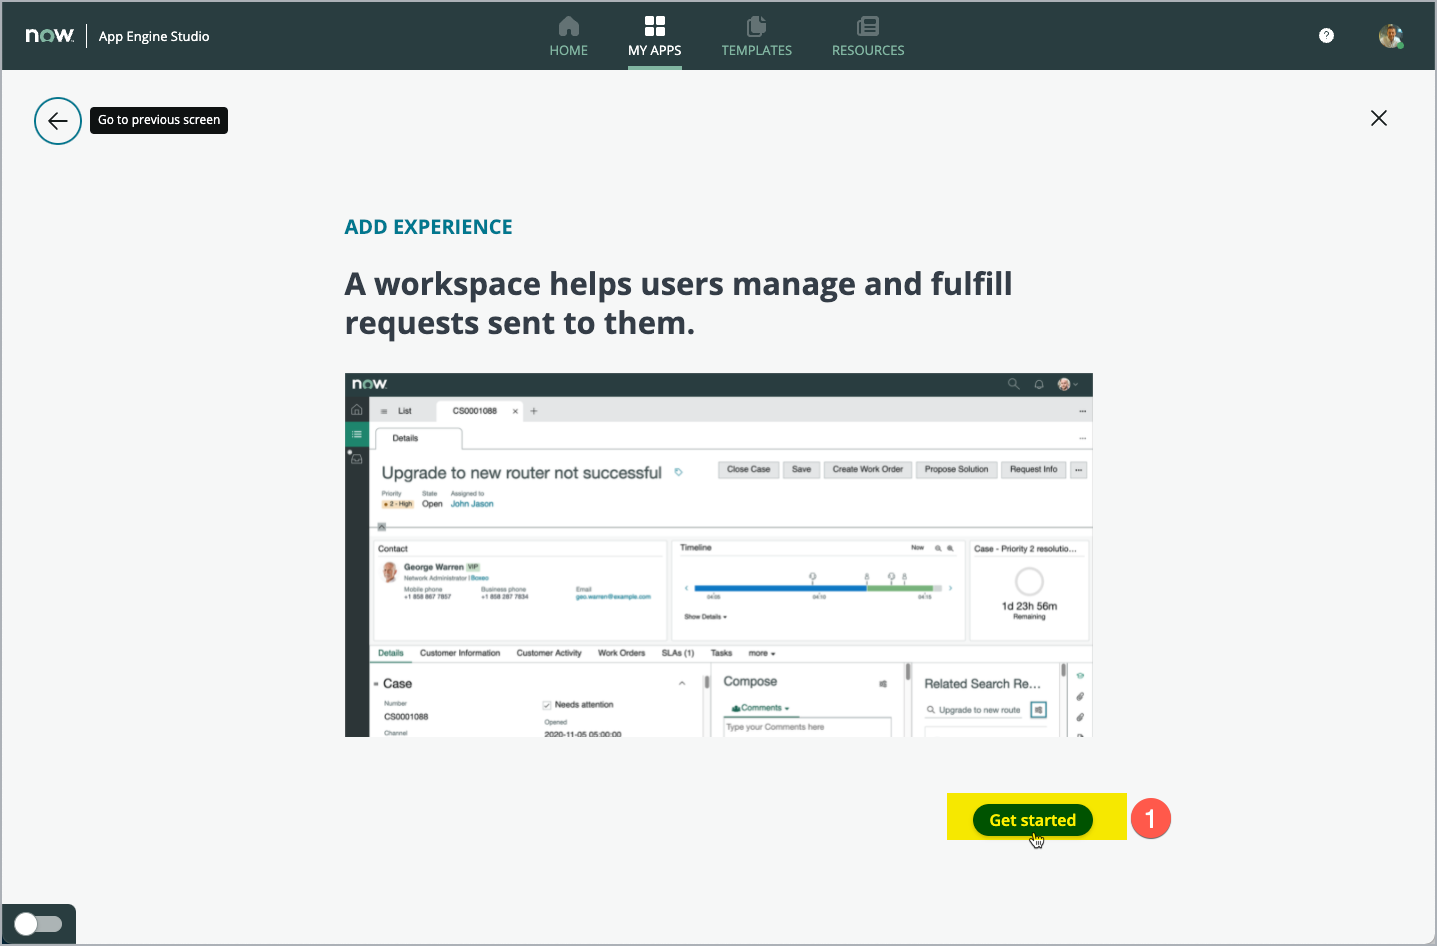 now. App Engine Studio
HOME
MY APPS
TEMPLATES
RESOURCES
?
Go to previous screen
ADD EXPERIENCE
A workspace helps users manage and fulfill
requests sent to them.
now.
List
CS0001088
Details
Upgrade to new router not successful
Close Case
Save
Create Work Order
Propose Solution
Request Info
Priority State Assigned to
2 - High Open John Jason
Contact
George Warren VIP
Network Administrator | Boxeo
Mobile phone Business phone Email
+1 858 867 7857 +1 858 287 7834 geo.warren@example.com
Timeline
Now
Show Details
Case - Priority 2 resolutio...
1d 23h 56m
Remaining
Details Customer Information Customer Activity Work Orders SLAs (1) Tasks more
Case
Number
CS0001088
Channel
Needs attention
Opened
2020-11-05 05:00:00
Compose
Comments
Type your Comments here
Related Search Re...
Upgrade to new route
Get started
1